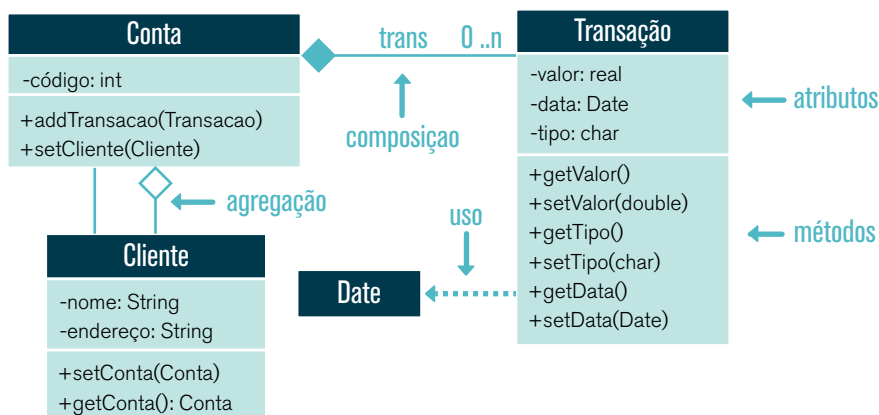 Conta
-código: int
+addTransacao(Transacao)
+setCliente(Cliente)
trans 0 ..n
composiçao
Transação
-valor: real
-data: Date
-tipo: char
+getValor()
+setValor(double)
+getTipo()
+setTipo(char)
+getData()
+setData(Date)
atributos
métodos
agregação
uso
Date
Cliente
-nome: String
-endereço: String
+setConta(Conta)
+getConta(): Conta